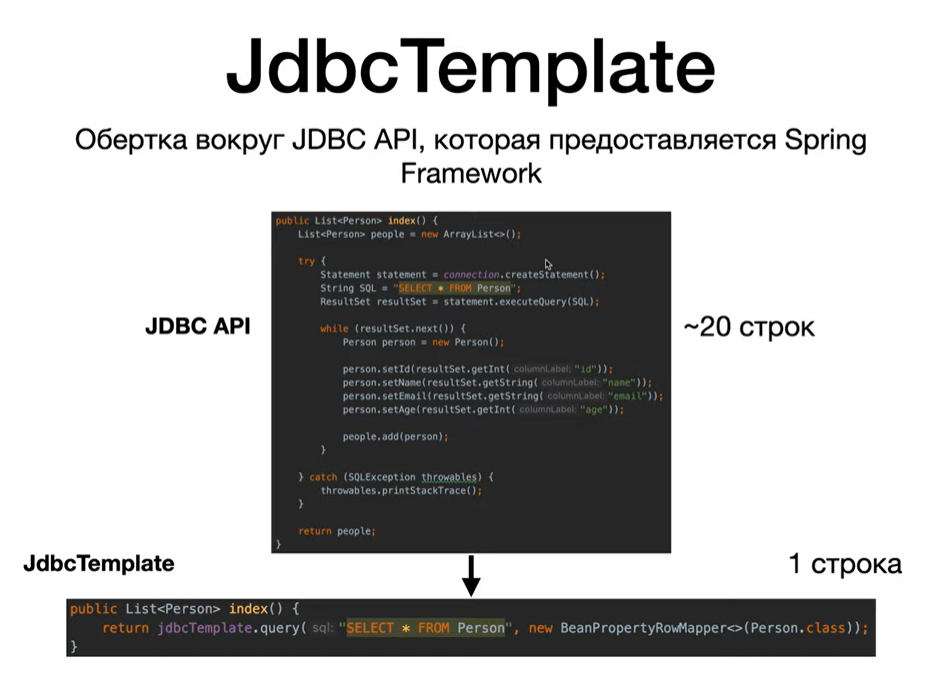 JdbcTemplate
Обертка вокруг JDBC API, которая предоставляется Spring
Framework
public List<Person> index() {
List<Person> people = new ArrayList<>();
try {
Statement statement = connection.createStatement();
String SQL = "SELECT * FROM Person";
ResultSet resultSet = statement.executeQuery(SQL);
JDBC API
~20 строк
while (resultSet.next()) {
Person person = new Person();
person.setId(resultSet.getInt( columnLabel: "id"));
person.setName(resultSet.getString( columnLabel: "name"));
person.setEmail(resultSet.getString( columnLabel: "email"));
person.setAge(resultSet.getInt( columnLabel: "age"));
people.add(person);
}
} catch (SQLException throwables) {
throwables.printStackTrace();
}
return people;
}
JdbcTemplate
1 строка
public List<Person> index() {
return jdbcTemplate.query( sql: "SELECT * FROM Person", new BeanPropertyRowMapper<>(Person.class));
}